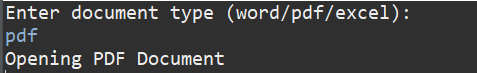 Enter document type (word/pdf/excel):
pdf
Opening PDF Document